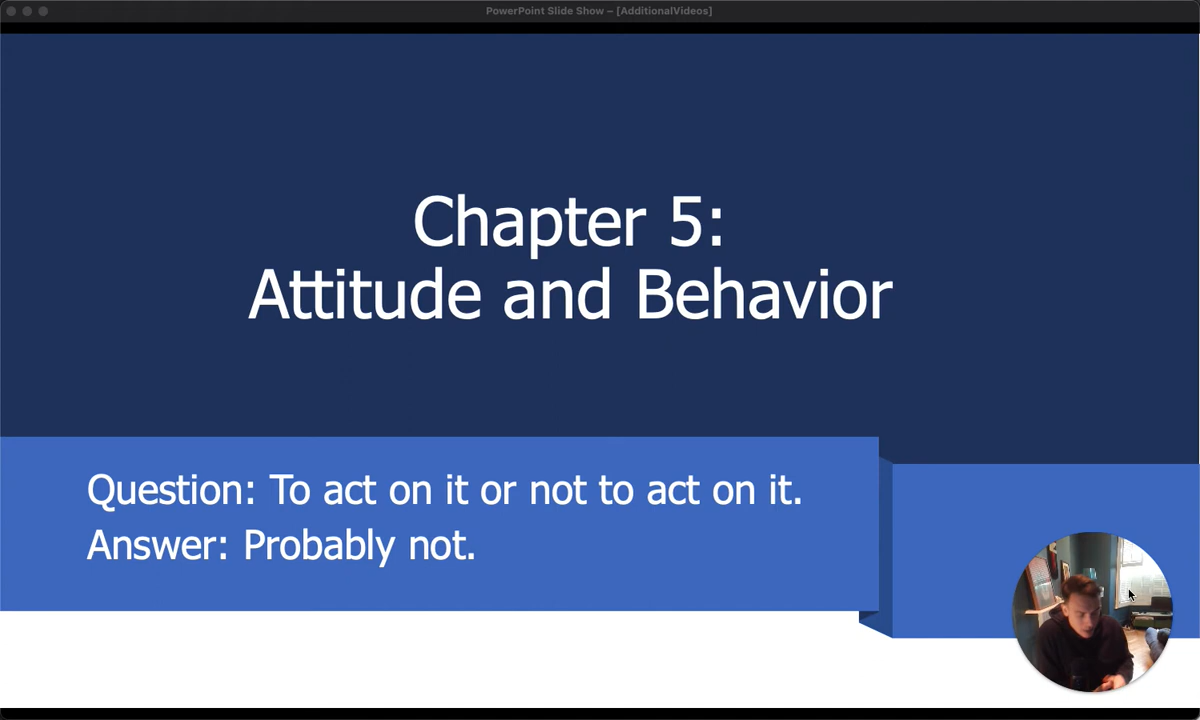 PowerPoint Slide Show – [AdditionalVideos]
Chapter 5:
Attitude and Behavior
Question: To act on it or not to act on it.
Answer: Probably not.